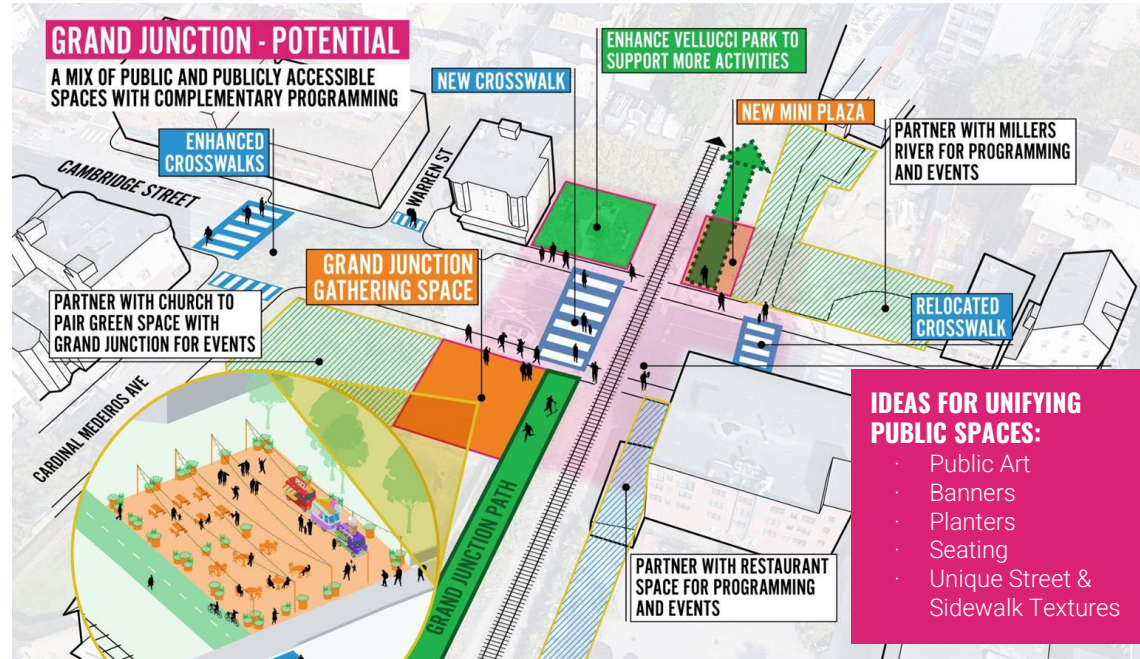 GRAND JUNCTION - POTENTIAL
A MIX OF PUBLIC AND PUBLICLY ACCESSIBLE
SPACES WITH COMPLEMENTARY PROGRAMMING
ENHANCED
CROSSWALKS
CAMBRIDGE STREET
WARREN ST
NEW CROSSWALK
ENHANCE VELLUCCI PARK TO
SUPPORT MORE ACTIVITIES
NEW MINI PLAZA
PARTNER WITH MILLERS
RIVER FOR PROGRAMMING
AND EVENTS
GRAND JUNCTION
GATHERING SPACE
PARTNER WITH CHURCH TO
PAIR GREEN SPACE WITH
GRAND JUNCTION FOR EVENTS
RELOCATED
CROSSWALK
CARDINAL MEDEIROS AVE
GRAND JUNCTION PATH
PARTNER WITH RESTAURANT
SPACE FOR PROGRAMMING
AND EVENTS
IDEAS FOR UNIFYING
PUBLIC SPACES:
· Public Art
· Banners
· Planters
· Seating
· Unique Street &
Sidewalk Textures